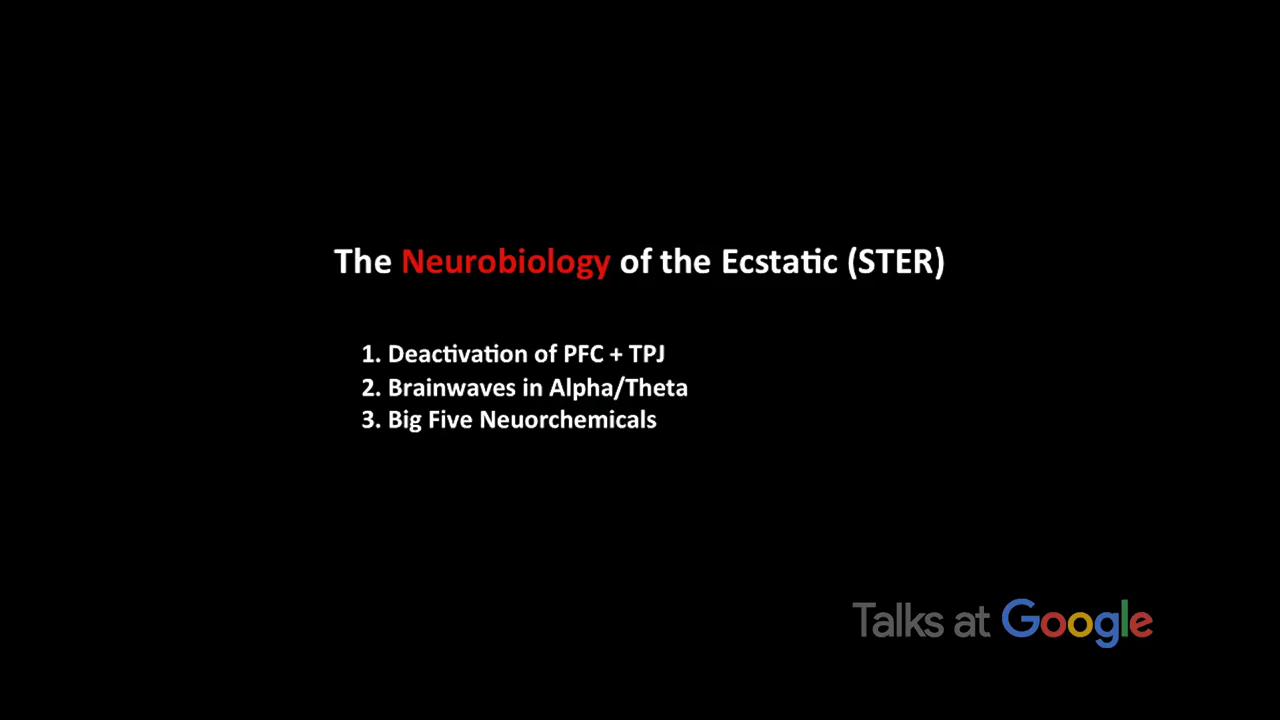 The Neurobiology of the Ecstatic (STER)
1. Deactivation of PFC + TPJ
2. Brainwaves in Alpha/Theta
3. Big Five Neuorchemicals
Talks at Google